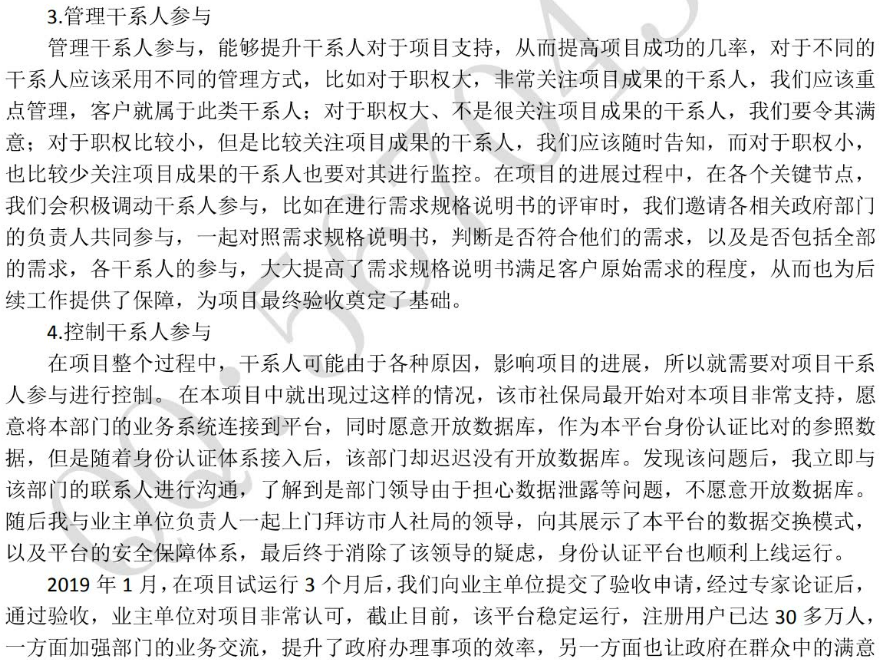 3.管理干系人参与
管理干系人参与，能够提升干系人对于项目支持，从而提高项目成功的几率，对于不同的
干系人应该采用不同的管理方式，比如对于职权大，非常关注项目成果的干系人，我们应该重
点管理，客户就属于此类干系人；对于职权大、不是很关注项目成果的干系人，我们要令其满
意；对于职权比较小，但是比较关注项目成果的干系人，我们应该随时告知，而对于职权小，
也比较少关注项目成果的干系人也要对其进行监控。在项目的进展过程中，在各个关键节点，
我们会积极调动干系人参与，比如在进行需求规格说明书的评审时，我们邀请各相关政府部门
的负责人共同参与，一起对照需求规格说明书，判断是否符合他们的需求，以及是否包括全部
的需求，各干系人的参与，大大提高了需求规格说明书满足客户原始需求的程度，从而也为后
续工作提供了保障，为项目最终验收奠定了基础。
4.控制干系人参与
在项目整个过程中，干系人可能由于各种原因，影响项目的进展，所以就需要对项目干系
人参与进行控制。 在本项目中就出现过这样的情况，该市社保局最开始对本项目非常支持，愿
意将本部门的业务系统连接到平台，同时愿意开放数据库，作为本平台身份认证比对的参照数
据，但是随着身份认证体系接入后，该部门却迟迟没有开放数据库。发现该问题后，我立即与
该部门的联系人进行沟通，了解到是部门领导由于担心数据泄露等问题，不愿意开放数据库。
随后我与业主单位负责人一起上门拜访市人社局的领导，向其展示了本平台的数据交换模式，
以及平台的安全保障体系，最后终于消除了该领导的疑虑，身份认证平台也顺利上线运行。
2019 年 1 月，在项目试运行 3 个月后，我们向业主单位提交了验收申请，经过专家论证后，
通过验收，业主单位对项目非常认可，截止目前，该平台稳定运行，注册用户已达 30 多万人，
一方面加强部门的业务交流，提升了政府办理事项的效率，另一方面也让政府在群众中的满意